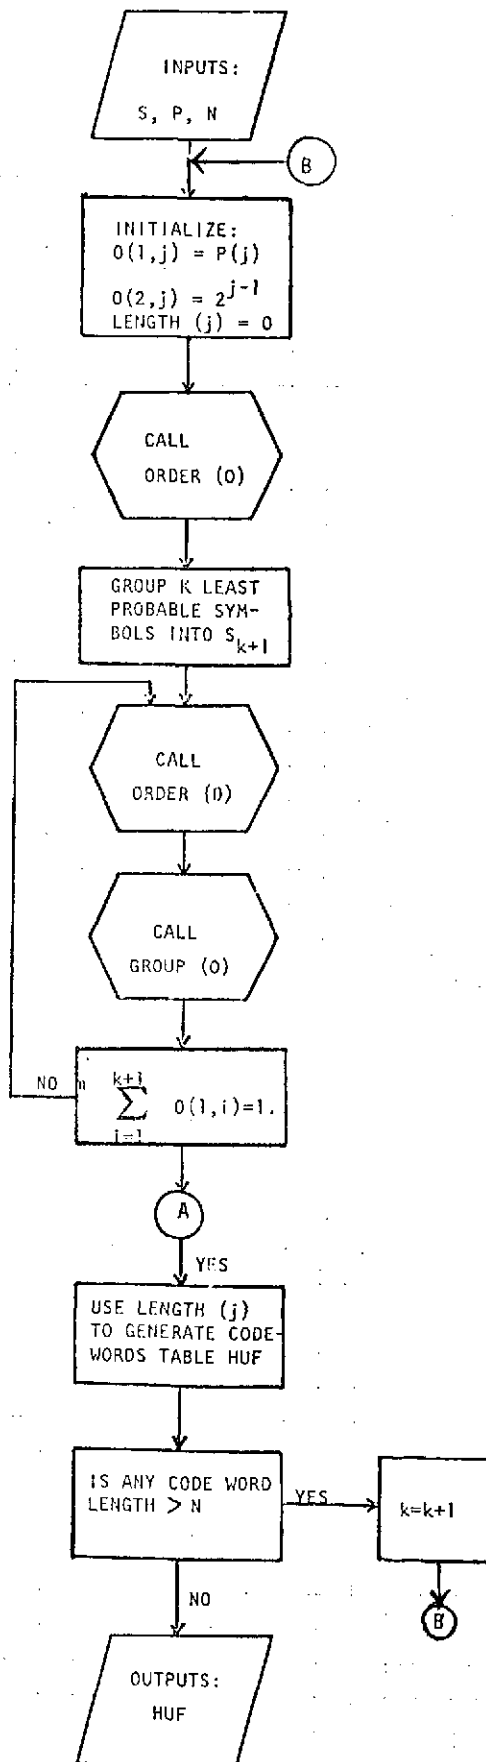 INPUTS:
S, P, N
B
INITIALIZE:
O(1,j) = P(j)
O(2,j) = 2^{j-1}
LENGTH (j) = 0
CALL
ORDER (O)
GROUP K LEAST
PROBABLE SYM-
BOLS INTO S_{k+1}
CALL
ORDER (O)
CALL
GROUP (O)
NO
k+1
∑ O(1,i)=1.
i=1
A
YES
USE LENGTH (j)
TO GENERATE CODE-
WORDS TABLE HUF
IS ANY CODE WORD
LENGTH > N
YES
k=k+1
B
NO
OUTPUTS:
HUF